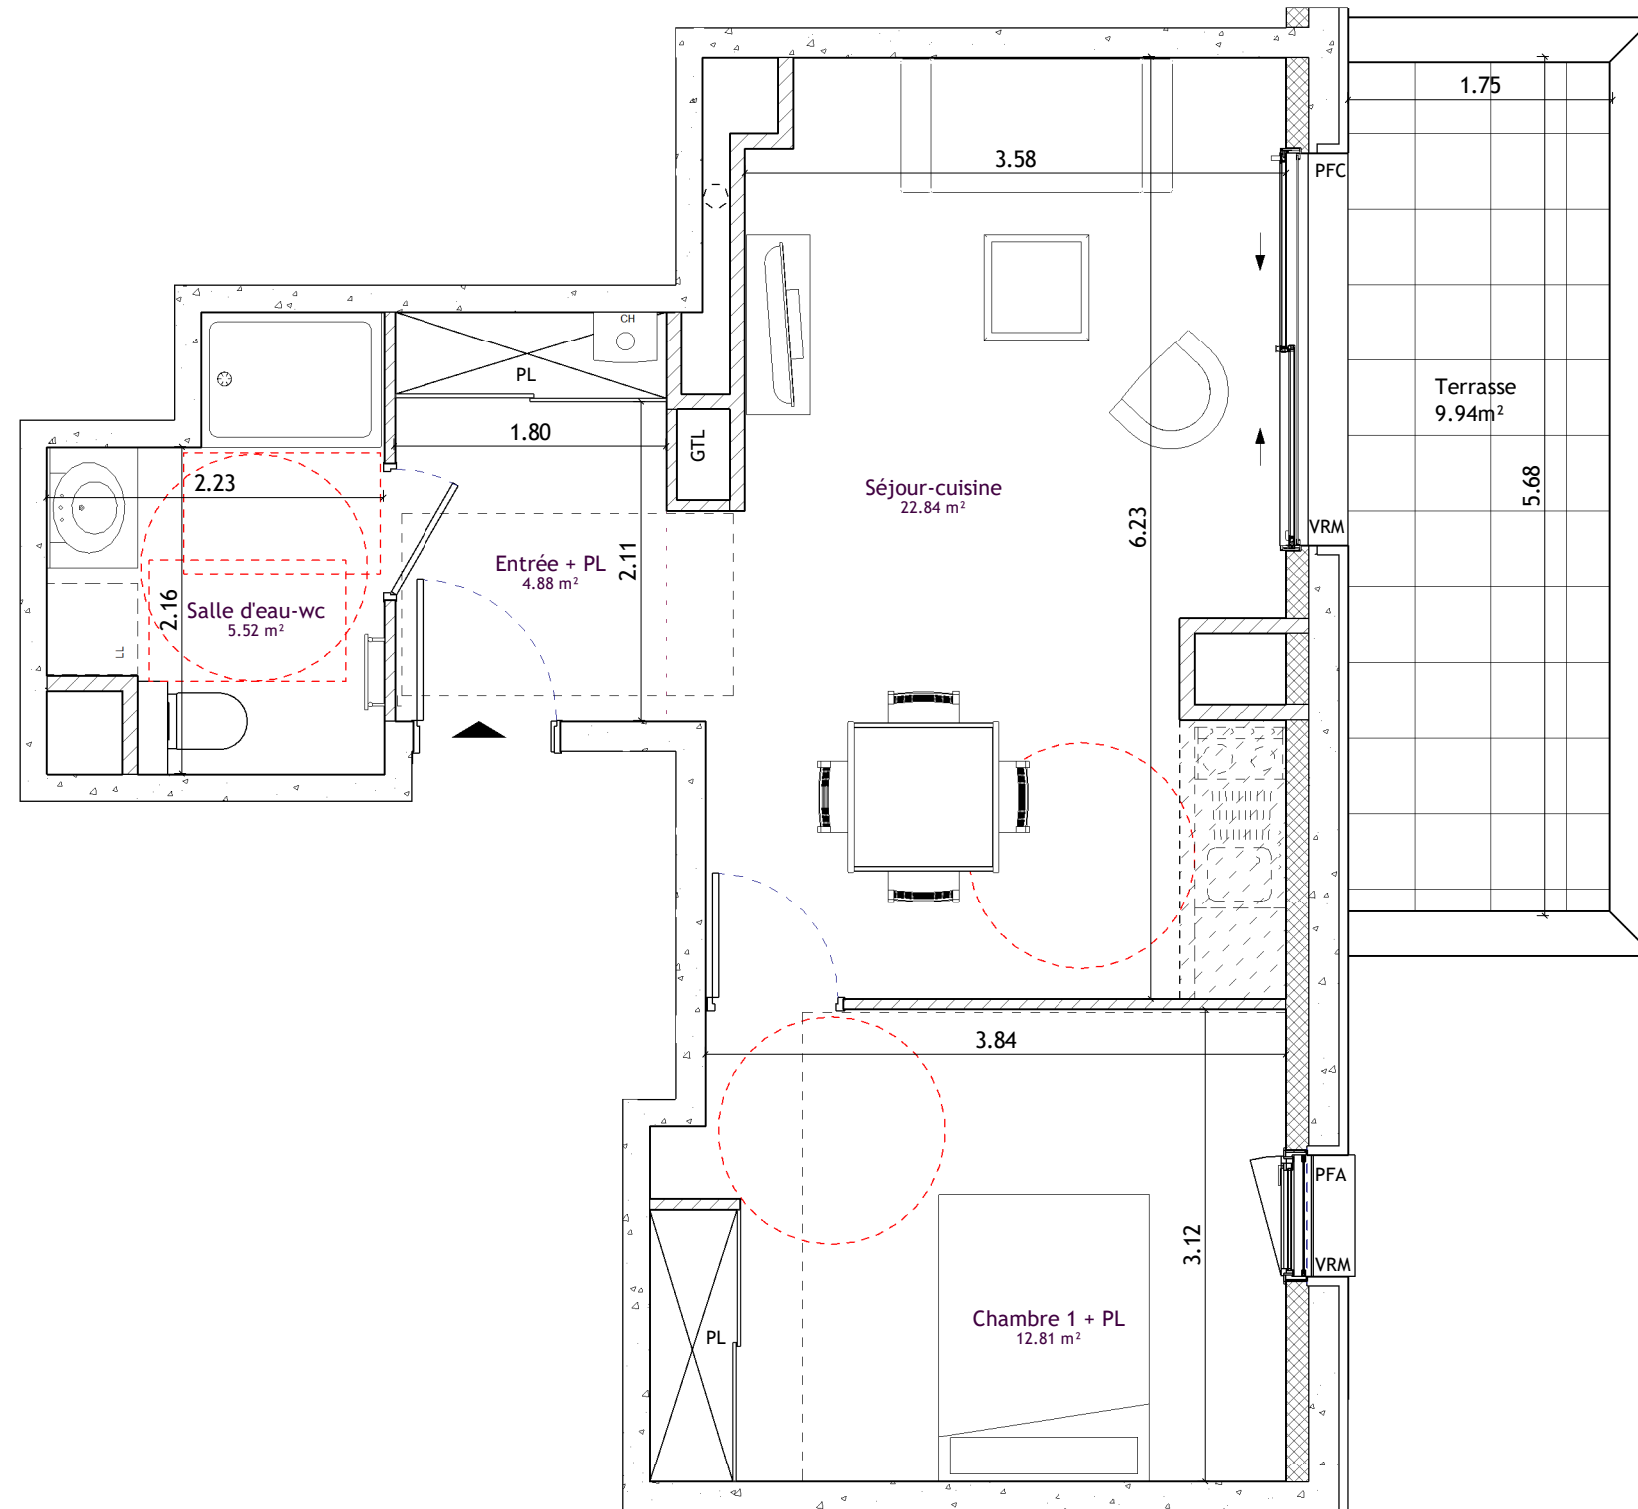 1.75
3.58
PFC
CH
PL
Terrasse
9.94m²
1.80
GTL
2.23
Séjour-cuisine
22.84 m²
5.68
6.23
VRM
Entrée + PL
4.88 m²
2.11
2.16
Salle d'eau-wc
5.52 m²
LL
3.84
PFA
3.12
VRM
Chambre 1 + PL
12.81 m²
PL